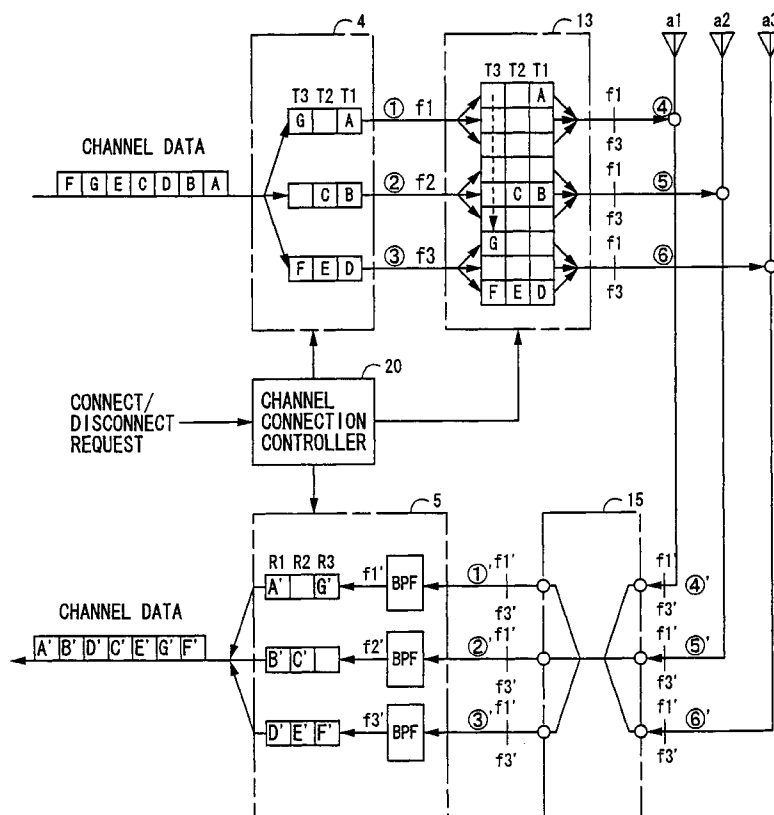 4
13
a1 a2 a3
T3 T2 T1
T3 T2 T1
A
G A
① f1
f1
④
f3
CHANNEL DATA
F G E C D B A
C B
② f2
C B
f1
⑤
f3
G
F E D
③ f3
F E D
f1
⑥
f3
20
CONNECT/
DISCONNECT
REQUEST
CHANNEL
CONNECTION
CONTROLLER
5
15
R1 R2 R3
A' G'
f1'
BPF
①'
f1'
f3'
f1'
④'
f3'
CHANNEL DATA
A' B' D' C' E' G' F'
B' C'
f2'
BPF
②'
f1'
f3'
f1'
⑤'
f3'
D' E' F'
f3'
BPF
③'
f1'
f3'
f1'
⑥'
f3'